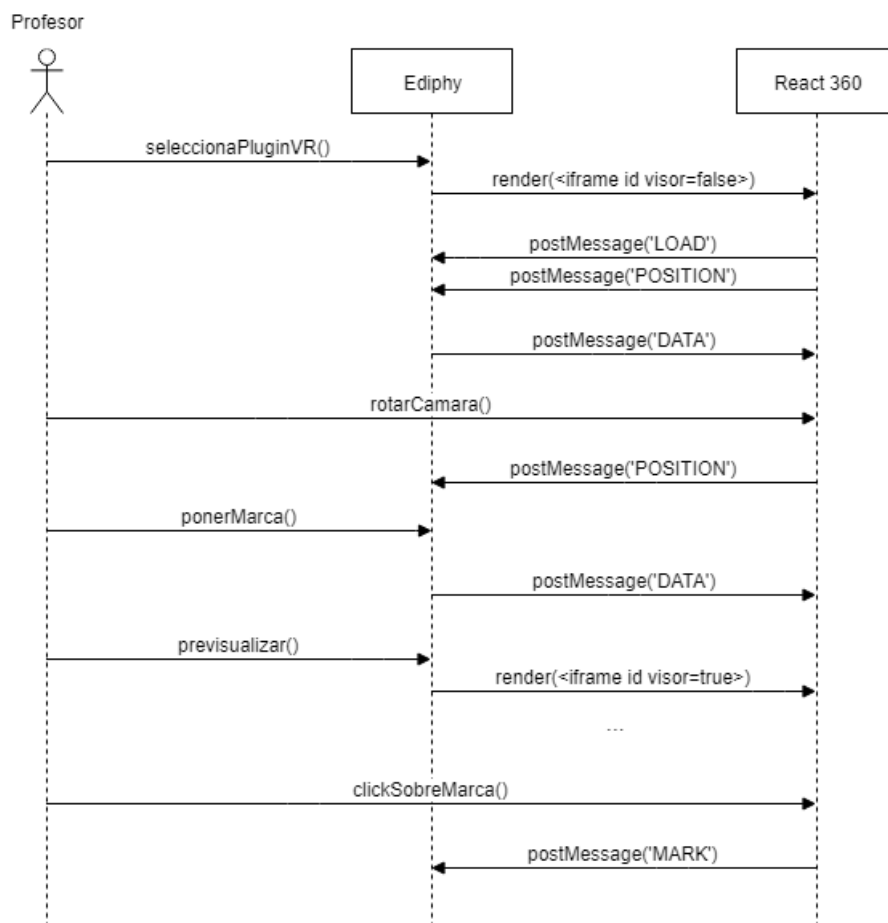 Profesor
Ediphy
React 360
seleccionaPluginVR()
render(<iframe id visor=false>)
postMessage('LOAD')
postMessage('POSITION')
postMessage('DATA')
rotarCamara()
postMessage('POSITION')
ponerMarca()
postMessage('DATA')
previsualizar()
render(<iframe id visor=true>)
...
clickSobreMarca()
postMessage('MARK')